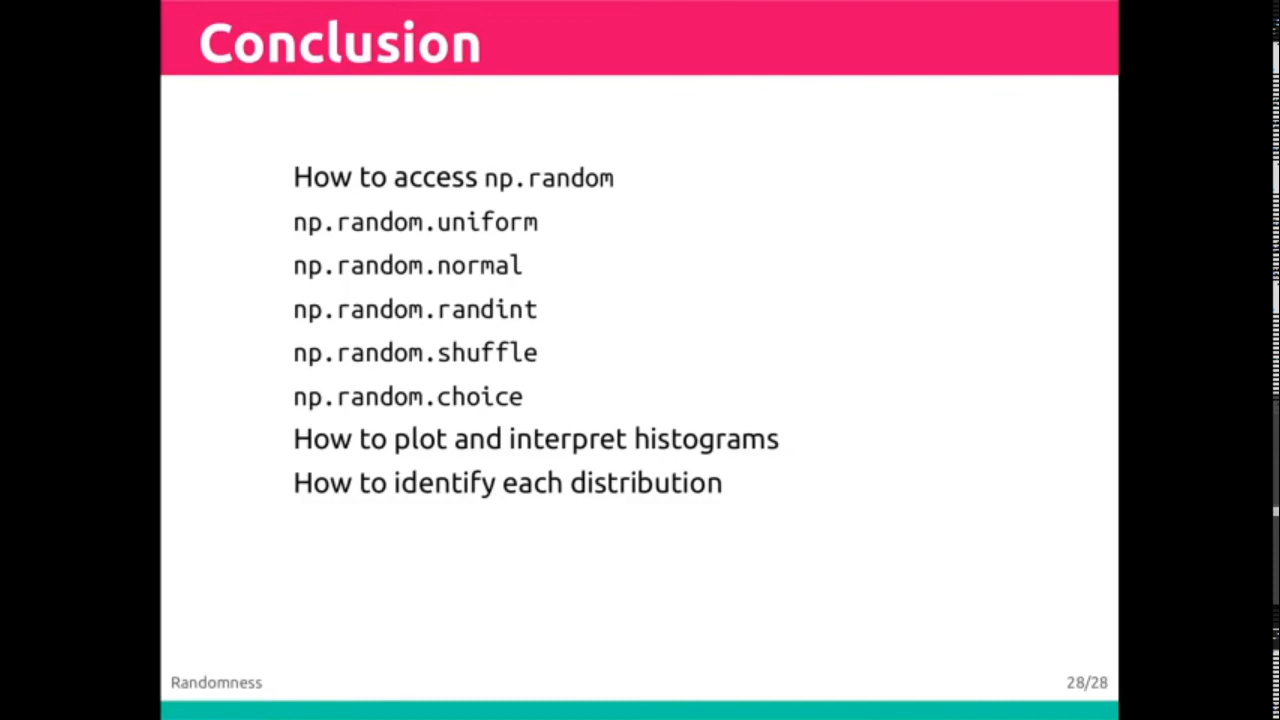 Conclusion
How to access np.random
np.random.uniform
np.random.normal
np.random.randint
np.random.shuffle
np.random.choice
How to plot and interpret histograms
How to identify each distribution
Randomness
28/28